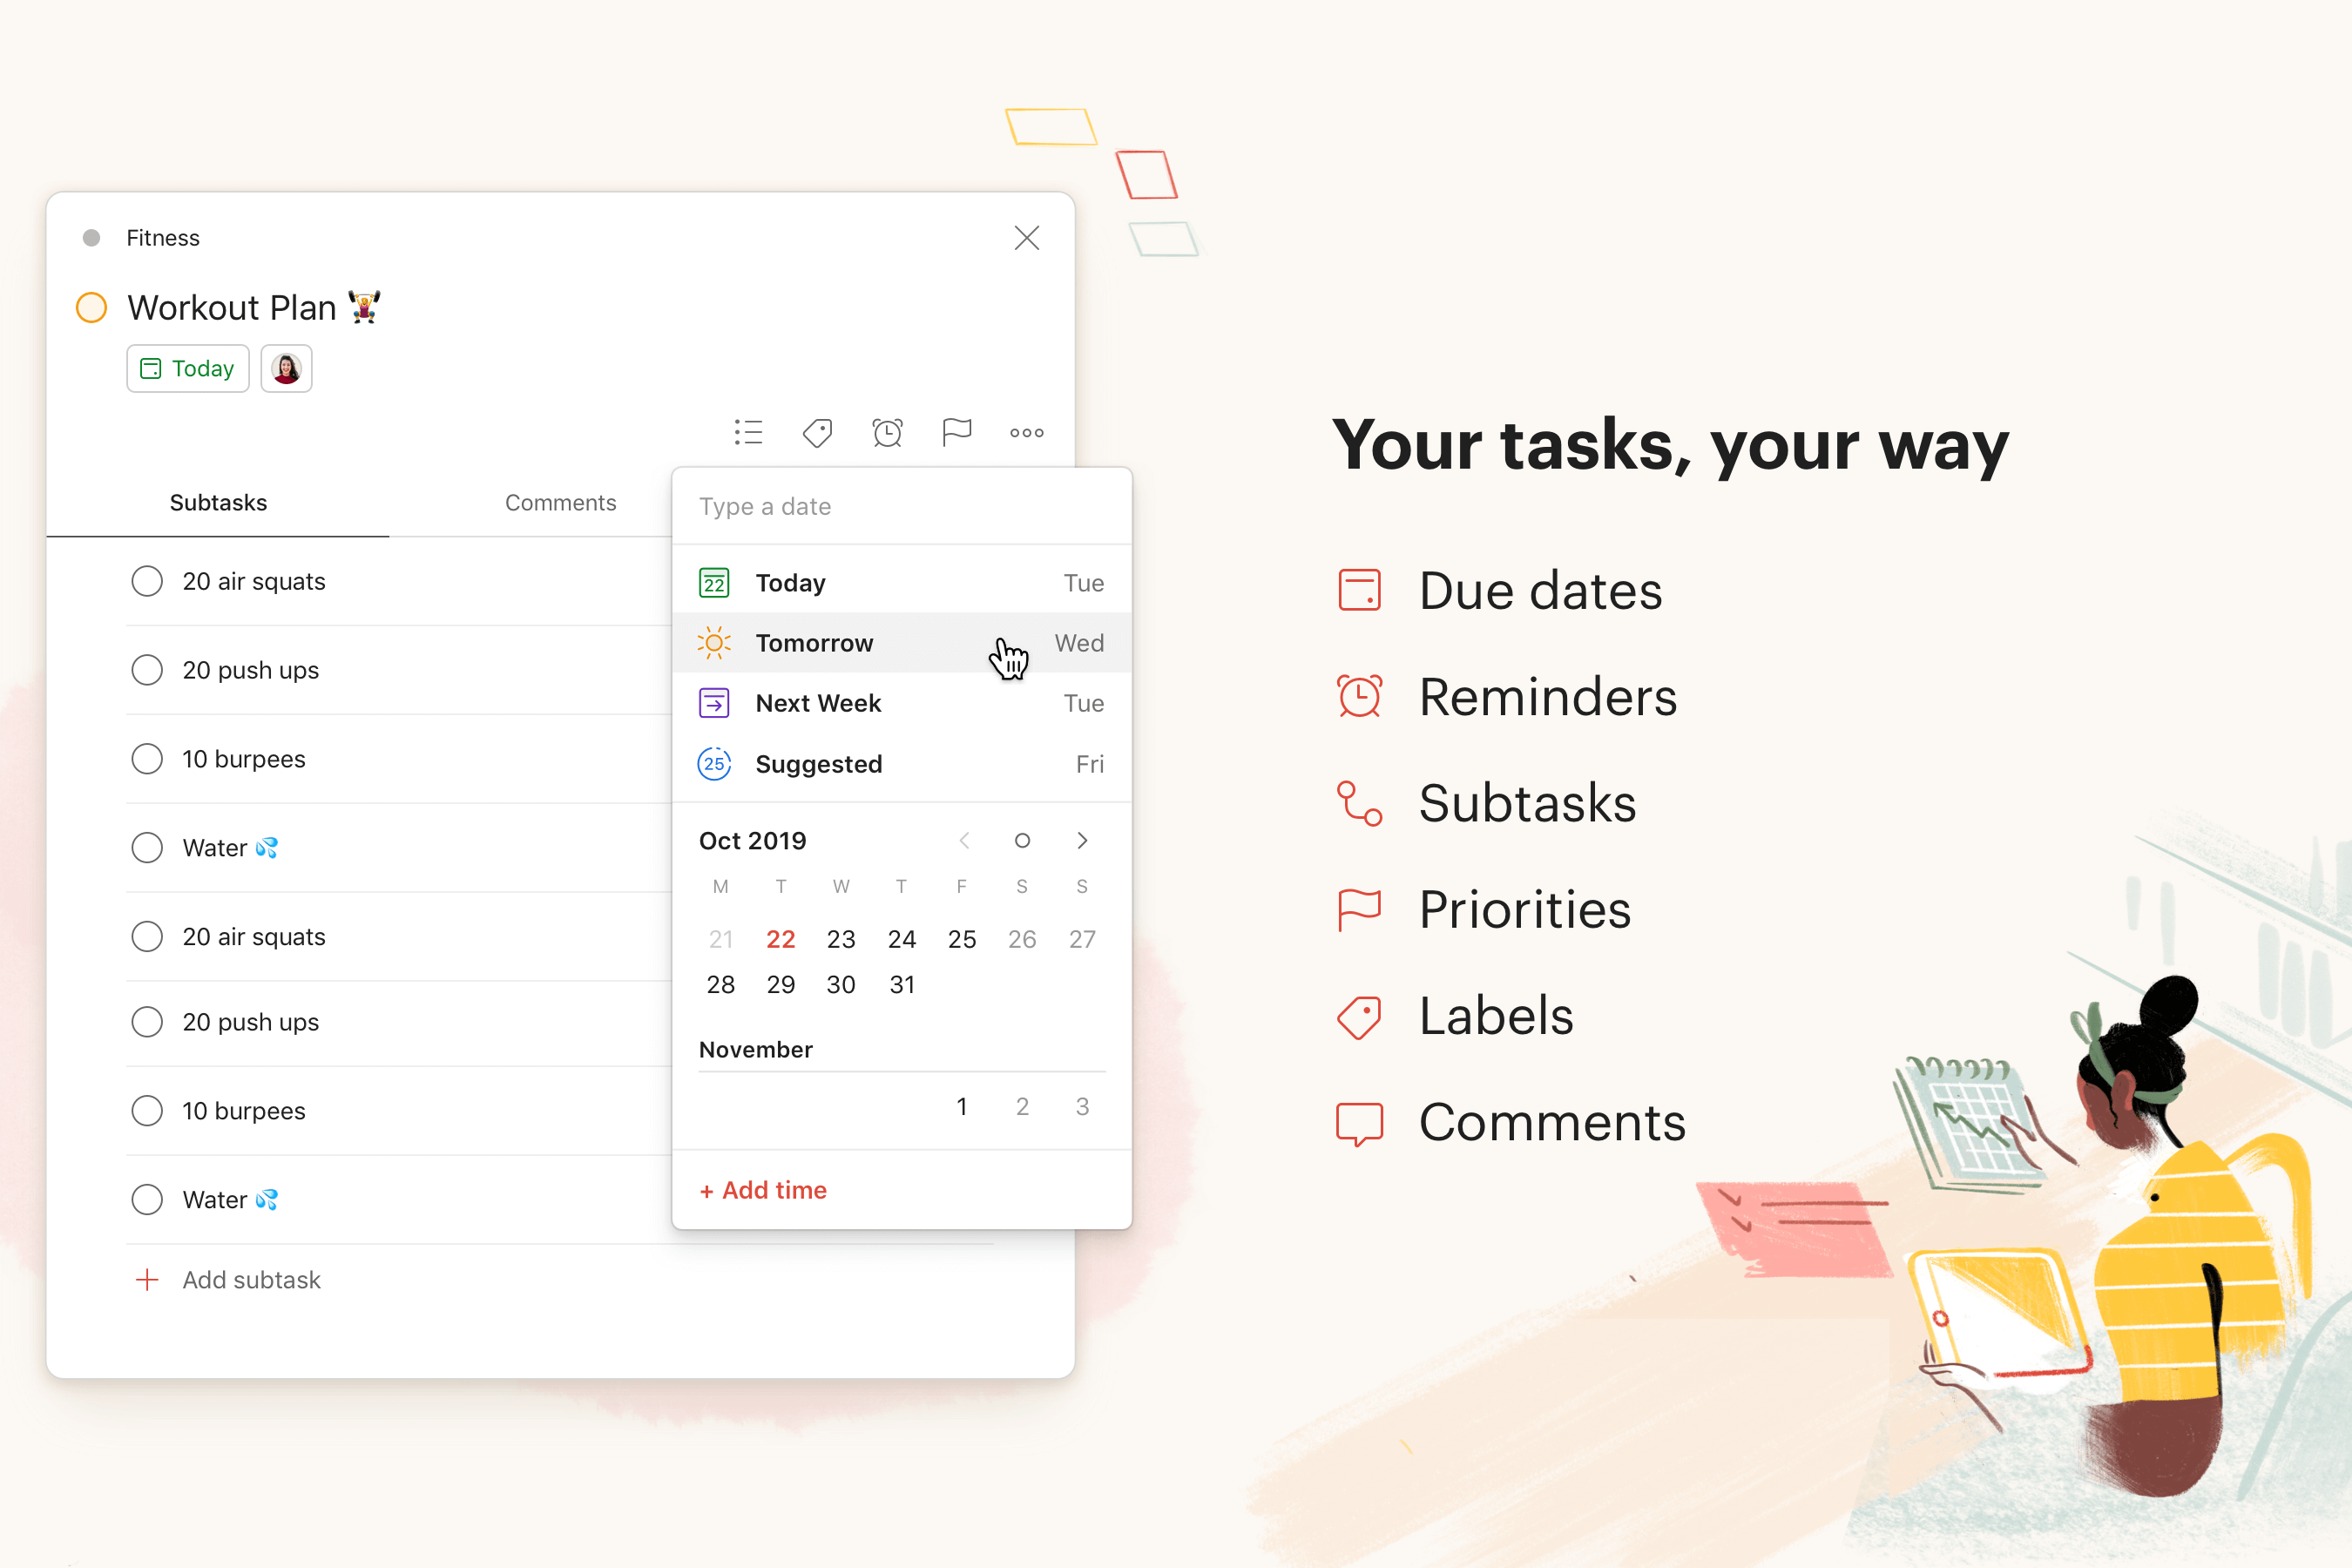 Fitness
Workout Plan 🏋️‍♀️
Today
Subtasks
Comments
20 air squats
20 push ups
10 burpees
Water 💦
20 air squats
20 push ups
10 burpees
Water 💦
Add subtask
Type a date
22 Today Tue
Tomorrow Wed
Next Week Tue
25 Suggested Fri
Oct 2019
M T W T F S S
21 22 23 24 25 26 27
28 29 30 31
November
1 2 3
+ Add time
Your tasks, your way
Due dates
Reminders
Subtasks
Priorities
Labels
Comments